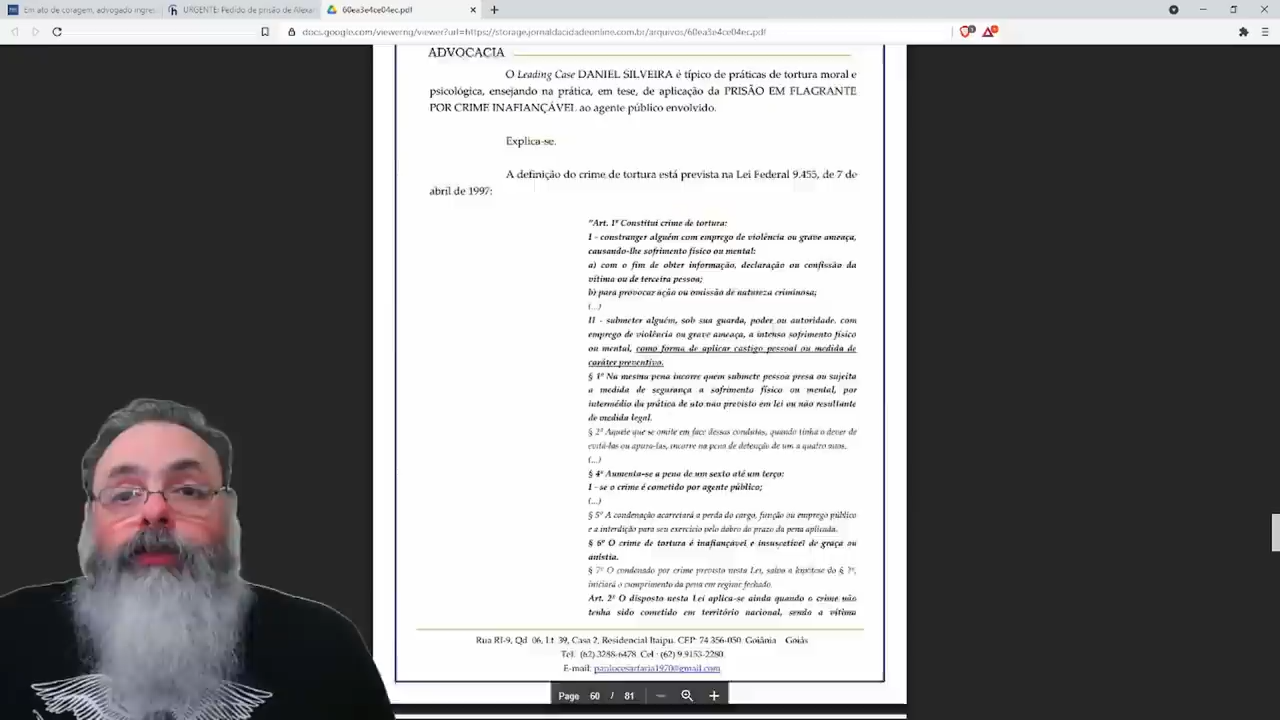 Em ato de coragem, advogado ingres
URGENTE: Pedido de prisão de Alexa
60ea3e4ce04ec.pdf
docs.google.com/viewerng/viewer?url=https://storage.jornaldacidadeonline.com.br/arquivos/60ea3e4ce04ec.pdf
ADVOCACIA
O Leading Case DANIEL SILVEIRA é típico de práticas de tortura moral e
psicológica, ensejando na prática, em tese, de aplicação da PRISÃO EM FLAGRANTE
POR CRIME INAFIANÇÁVEL ao agente público envolvido.
Explica-se.
A definição do crime de tortura está prevista na Lei Federal 9.455, de 7 de
abril de 1997:
"Art. 1º Constitui crime de tortura:
I - constranger alguém com emprego de violência ou grave ameaça,
causando-lhe sofrimento físico ou mental:
a) com o fim de obter informação, declaração ou confissão da
vítima ou de terceira pessoa;
b) para provocar ação ou omissão de natureza criminosa;
(...)
II - submeter alguém, sob sua guarda, poder ou autoridade, com
emprego de violência ou grave ameaça, a intenso sofrimento físico
ou mental, como forma de aplicar castigo pessoal ou medida de
caráter preventivo.
§ 1º Na mesma pena incorre quem submete pessoa presa ou sujeita
a medida de segurança a sofrimento físico ou mental, por
intermédio da prática de ato não previsto em lei ou não resultante
de medida legal.
§ 2º Aquele que se omite em face dessas condutas, quando tinha o dever de
evitá-las ou apurá-las, incorre na pena de detenção de um a quatro anos.
(...)
§ 4º Aumenta-se a pena de um sexto até um terço:
I - se o crime é cometido por agente público;
(...)
§ 5º A condenação acarretará a perda do cargo, função ou emprego público
e a interdição para seu exercício pelo dobro do prazo da pena aplicada.
§ 6º O crime de tortura é inafiançável e insuscetível de graça ou
anistia.
§ 7º O condenado por crime previsto nesta Lei, salvo a hipótese do § 2º,
iniciará o cumprimento da pena em regime fechado.
Art. 2º O disposto nesta Lei aplica-se ainda quando o crime não
tenha sido cometido em território nacional, sendo a vítima
Rua RI-9, Qd. 06, Lt. 39, Casa 2, Residencial Itaipu. CEP: 74.356-050. Goiânia Goiás
Tel. (62) 3288-6478. Cel.: (62) 9.9153-2280.
E-mail: paulocesarfaria1970@gmail.com
Page 60 / 81